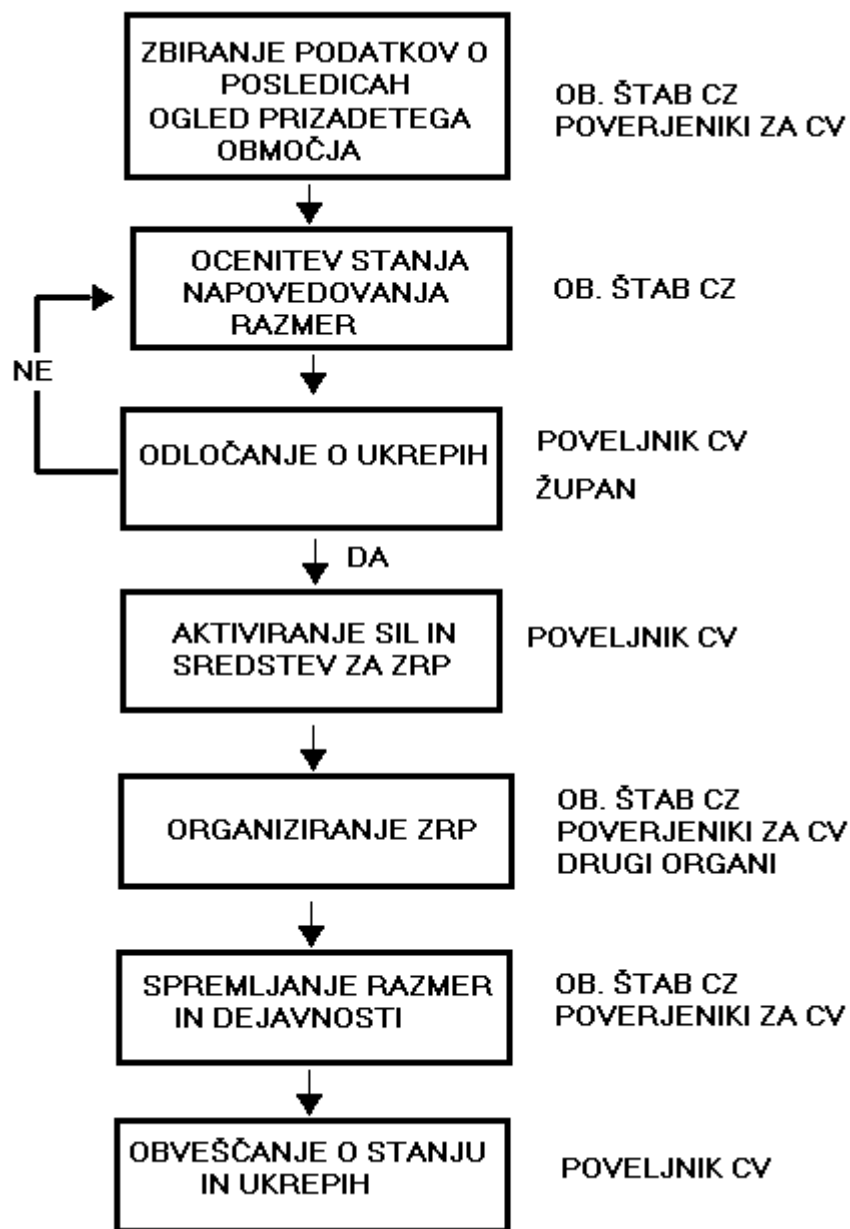 ZBIRANJE PODATKOV O
POSLEDICAH
OGLED PRIZADETEGA
OBMOČJA
OB. ŠTAB CZ
POVERJENIKI ZA CV
OCENITEV STANJA
NAPOVEDOVANJA
RAZMER
OB. ŠTAB CZ
NE
ODLOČANJE O UKREPIH
POVELJNIK CV
ŽUPAN
DA
AKTIVIRANJE SIL IN
SREDSTEV ZA ZRP
POVELJNIK CV
ORGANIZIRANJE ZRP
OB. ŠTAB CZ
POVERJENIKI ZA CV
DRUGI ORGANI
SPREMLJANJE RAZMER
IN DEJAVNOSTI
OB. ŠTAB CZ
POVERJENIKI ZA CV
OBVEŠČANJE O STANJU
IN UKREPIH
POVELJNIK CV